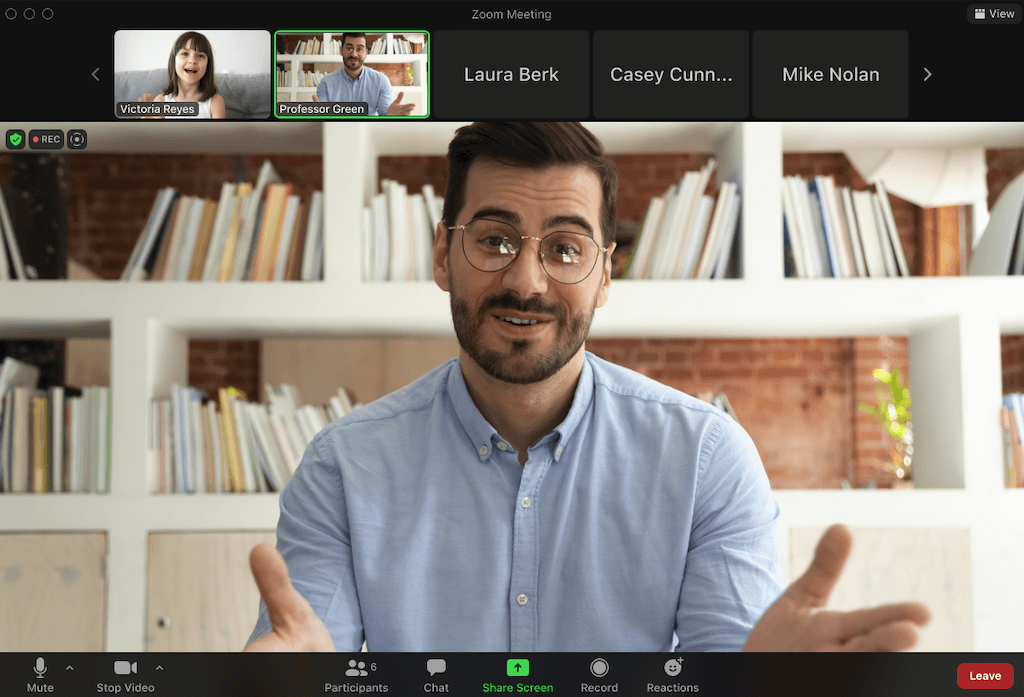 Zoom Meeting
View
Victoria Reyes
Professor Green
Laura Berk
Casey Cunn...
Mike Nolan
REC
Mute
Stop Video
6
Participants
Chat
Share Screen
Record
Reactions
Leave